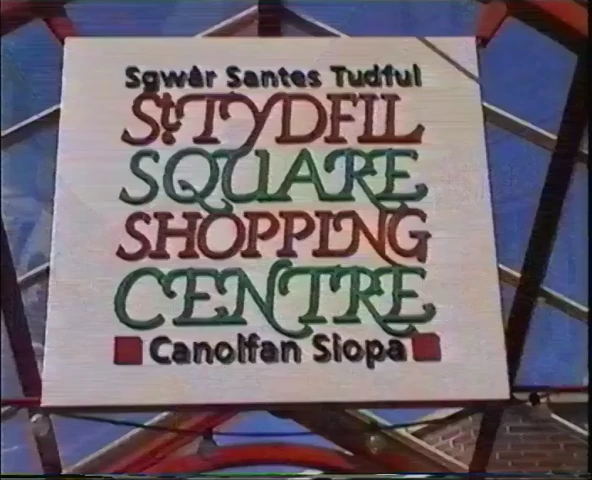 Sgwâr Santes Tudful
St. TYDFIL
SQUARE
SHOPPING
CENTRE
Canolfan Siopa